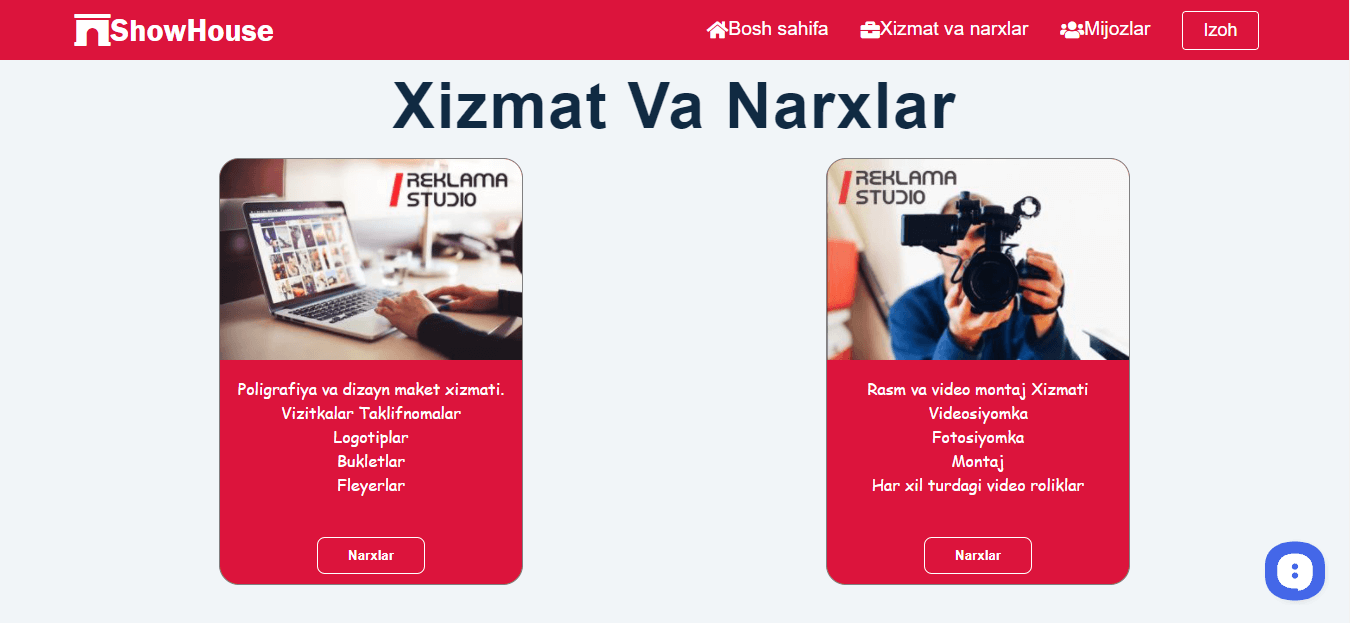 ShowHouse
Bosh sahifa
Xizmat va narxlar
Mijozlar
Izoh
Xizmat Va Narxlar
REKLAMA
STUDIO
Poligrafiya va dizayn maket xizmati.
Vizitkalar Taklifnomalar
Logotiplar
Bukletlar
Fleyerlar
Narxlar
REKLAMA
STUDIO
Rasm va video montaj Xizmati
Videosiyomka
Fotosiyomka
Montaj
Har xil turdagi video roliklar
Narxlar